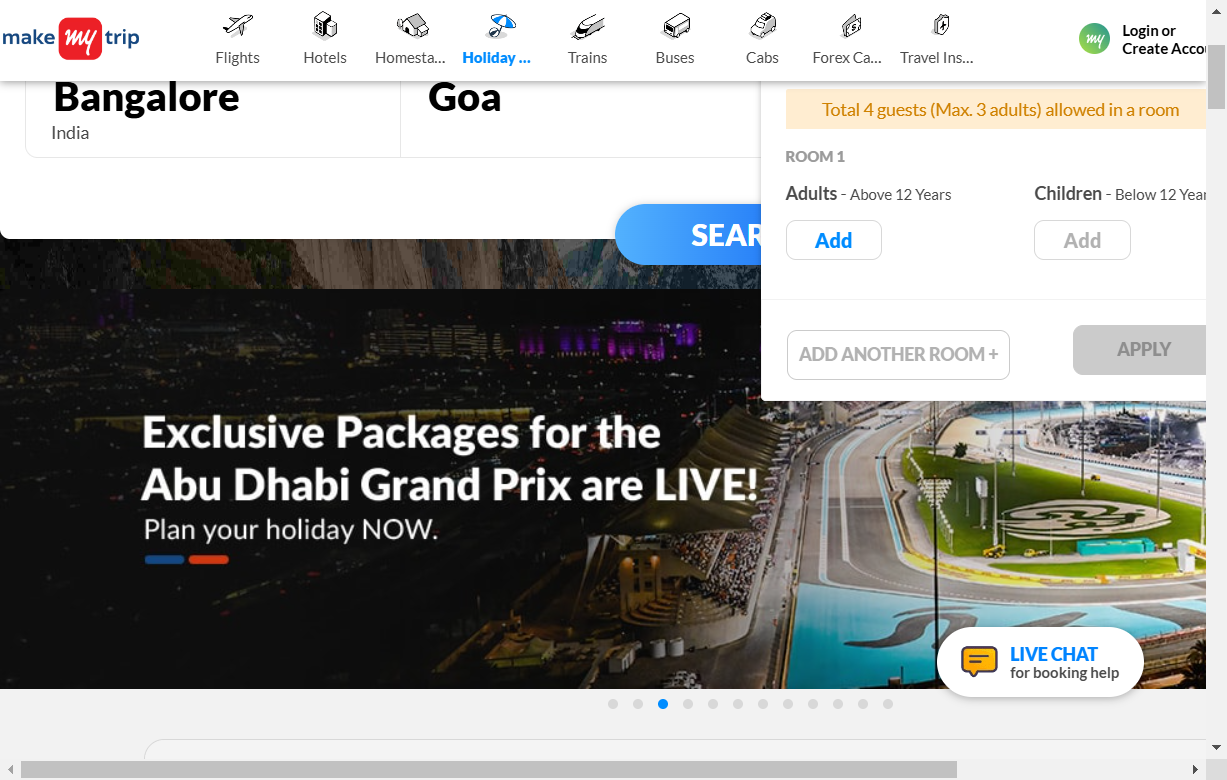 make my trip
Flights
Hotels
Homesta...
Holiday ...
Trains
Buses
Cabs
Forex Ca...
Travel Ins...
my
Login or
Create Accou
Bangalore
India
Goa
SEAR
Total 4 guests (Max. 3 adults) allowed in a room
ROOM 1
Adults - Above 12 Years
Children - Below 12 Year
Add
Add
ADD ANOTHER ROOM +
APPLY
Exclusive Packages for the
Abu Dhabi Grand Prix are LIVE!
Plan your holiday NOW.
LIVE CHAT
for booking help